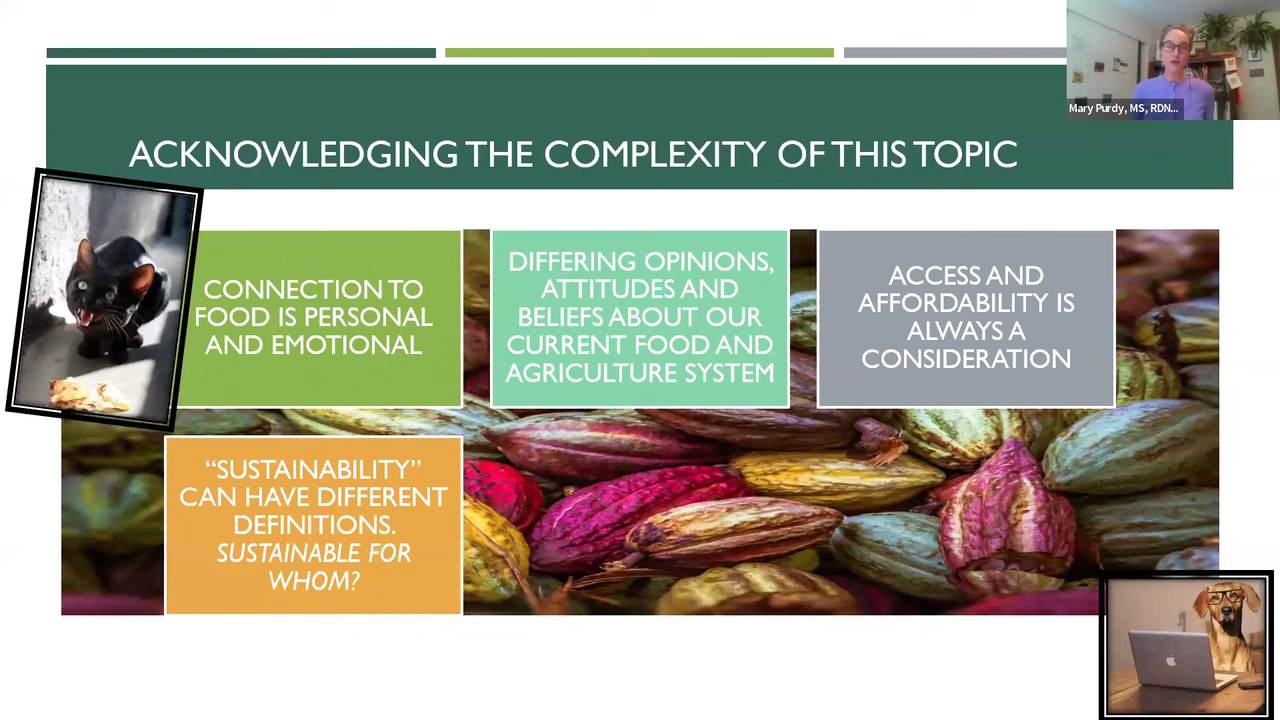 Mary Purdy, MS, RDN...
ACKNOWLEDGING THE COMPLEXITY OF THIS TOPIC
CONNECTION TO
FOOD IS PERSONAL
AND EMOTIONAL
DIFFERING OPINIONS,
ATTITUDES AND
BELIEFS ABOUT OUR
CURRENT FOOD AND
AGRICULTURE SYSTEM
ACCESS AND
AFFORDABILITY IS
ALWAYS A
CONSIDERATION
“SUSTAINABILITY”
CAN HAVE DIFFERENT
DEFINITIONS.
SUSTAINABLE FOR
WHOM?